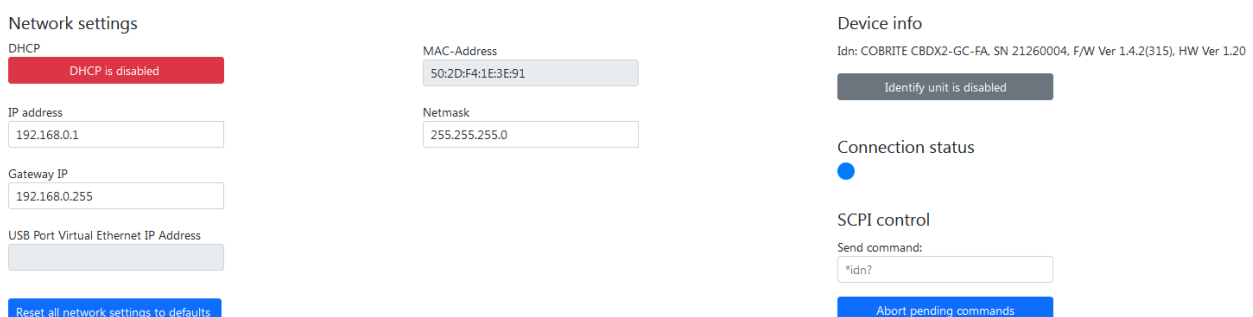 Network settings
DHCP
DHCP is disabled
MAC-Address
50:2D:F4:1E:3E:91
IP address
192.168.0.1
Netmask
255.255.255.0
Gateway IP
192.168.0.255
USB Port Virtual Ethernet IP Address
Reset all network settings to defaults
Device info
Idn: COBRITE CBDX2-GC-FA, SN 21260004, F/W Ver 1.4.2(315), HW Ver 1.20
Identify unit is disabled
Connection status
SCPI control
Send command:
*idn?
Abort pending commands